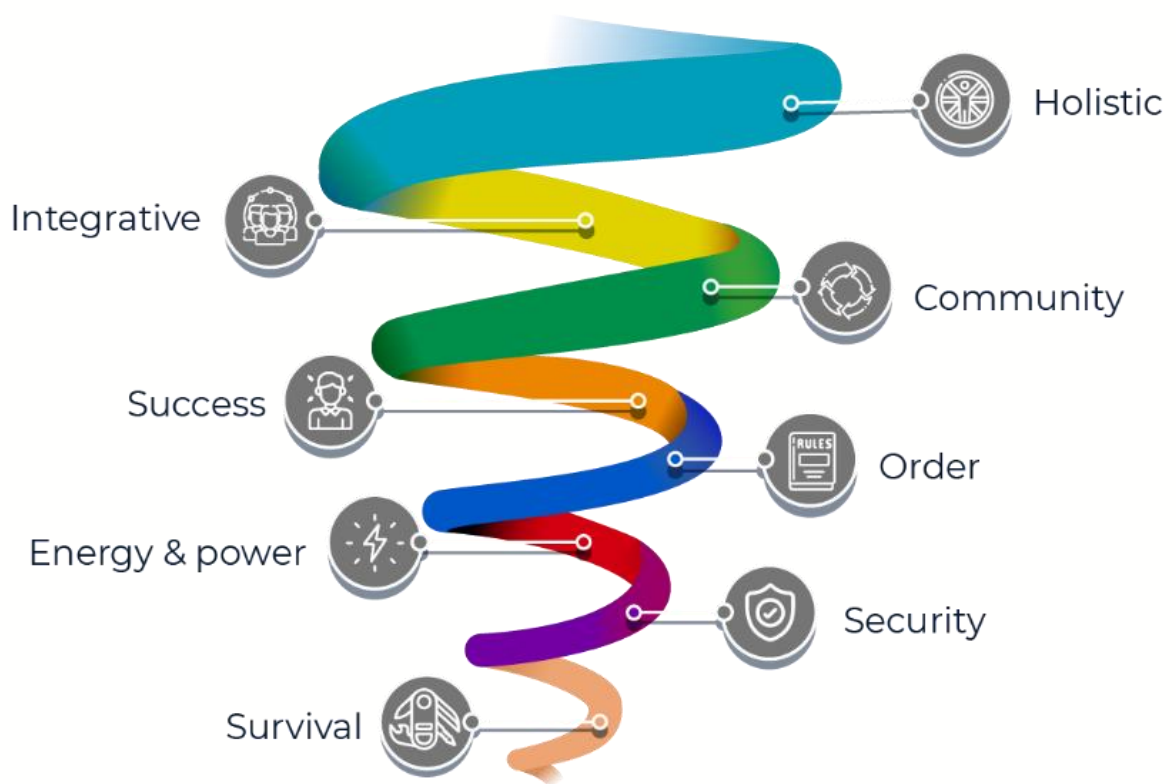 Holistic
Integrative
Community
Success
RULES
Order
Energy & power
Security
Survival